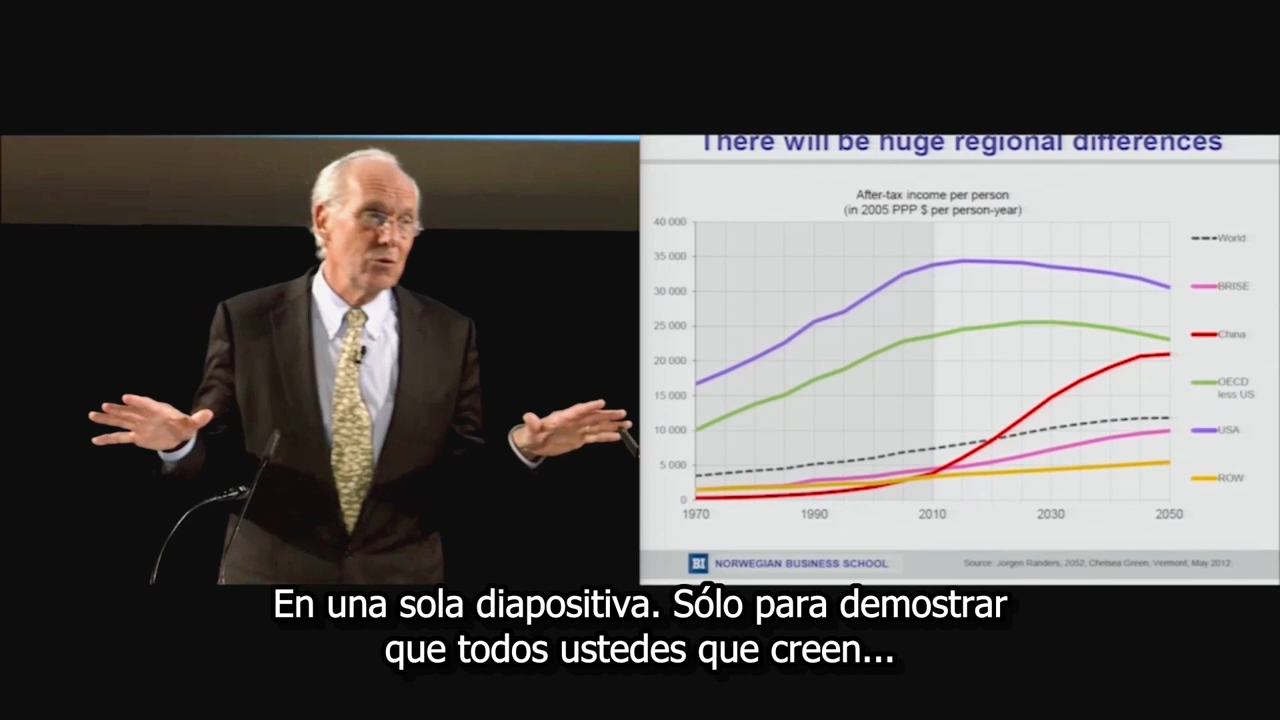 There will be huge regional differences
After-tax income per person
(in 2005 PPP $ per person-year)
40 000
35 000
30 000
25 000
20 000
15 000
10 000
5 000
0
1970
1990
2010
2030
2050
World
BRISE
China
OECD
less US
USA
ROW
BI NORWEGIAN BUSINESS SCHOOL
Source: Jorgen Randers, 2052, Chelsea Green, Vermont, May 2012
En una sola diapositiva. Sólo para demostrar
que todos ustedes que creen...